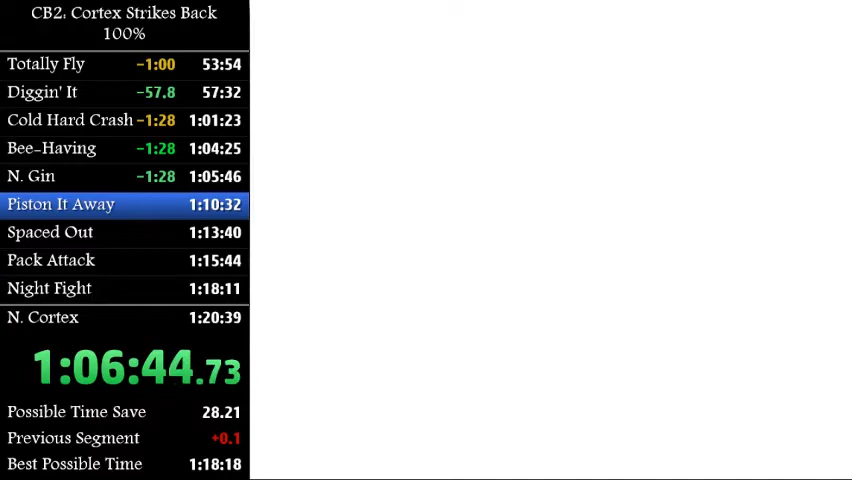 CB2: Cortex Strikes Back
100%
Totally Fly -1:00 53:54
Diggin' It -57.8 57:32
Cold Hard Crash -1:28 1:01:23
Bee-Having -1:28 1:04:25
N. Gin -1:28 1:05:46
Piston It Away 1:10:32
Spaced Out 1:13:40
Pack Attack 1:15:44
Night Fight 1:18:11
N. Cortex 1:20:39
1:06:44.73
Possible Time Save 28.21
Previous Segment +0.1
Best Possible Time 1:18:18